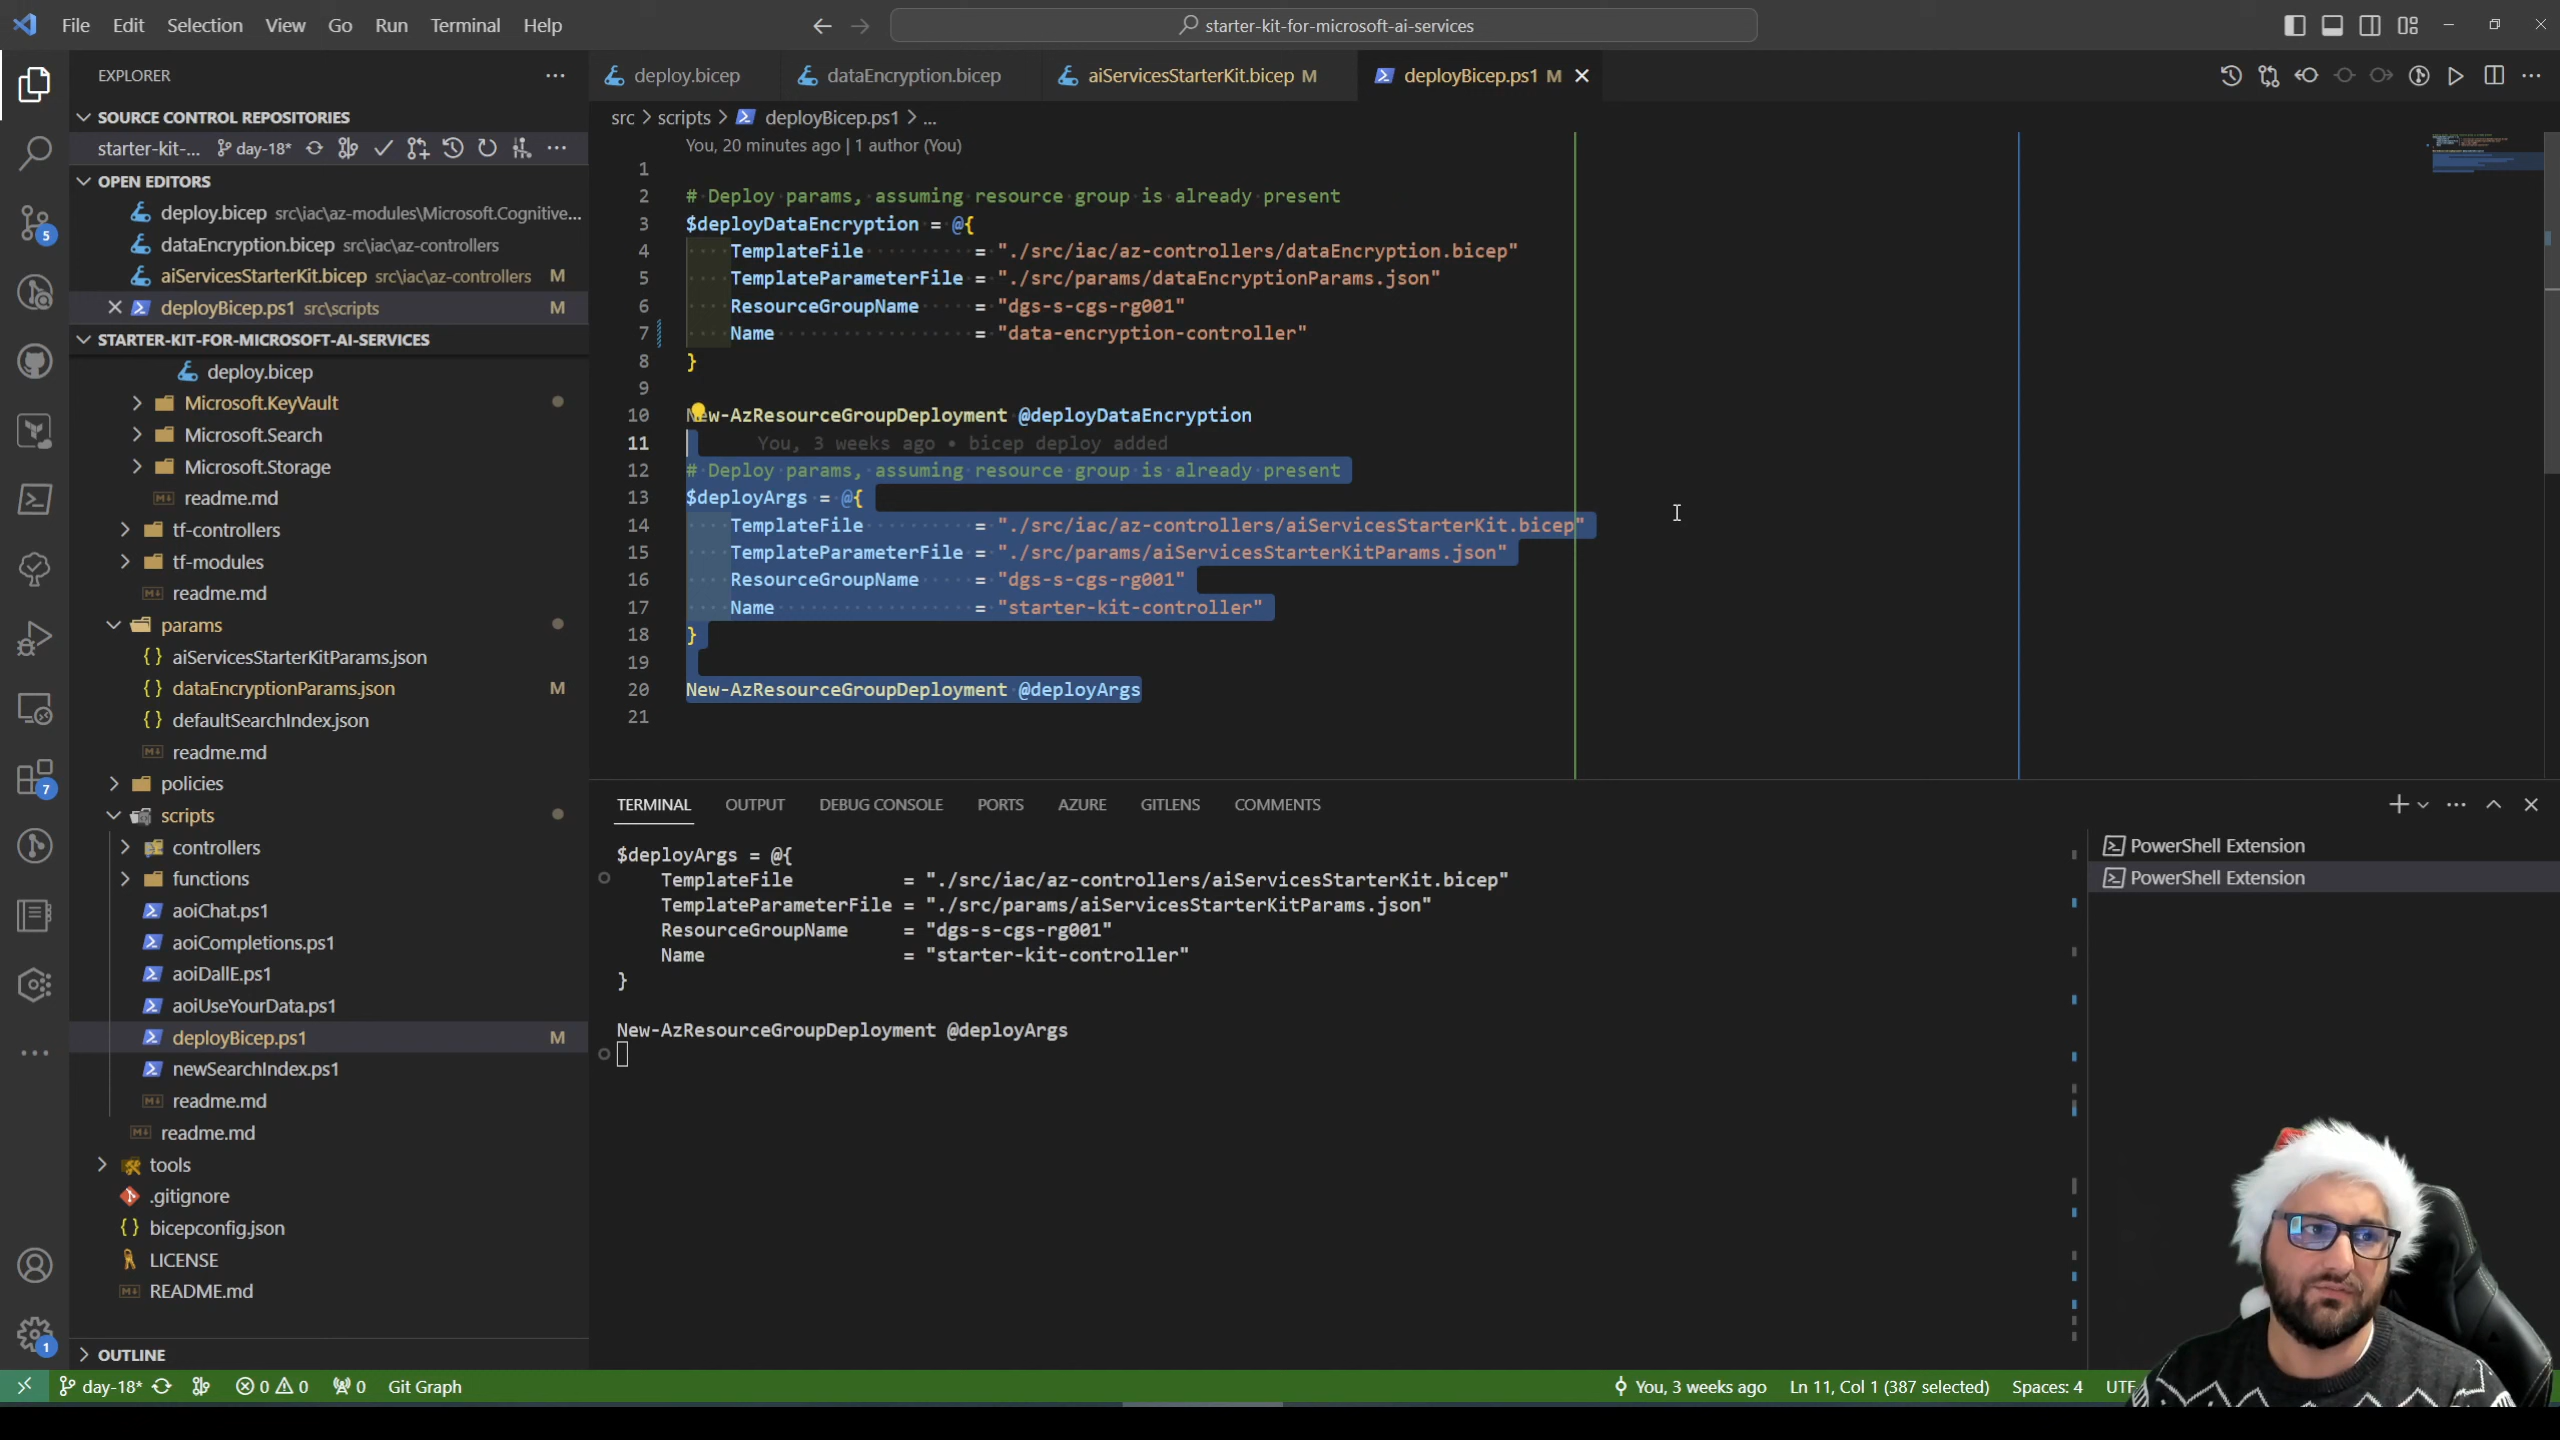 File Edit Selection View Go Run Terminal Help
starter-kit-for-microsoft-ai-services
EXPLORER
SOURCE CONTROL REPOSITORIES
starter-kit-... day-18*
OPEN EDITORS
deploy.bicep src\iac\az-modules\Microsoft.Cognitive...
dataEncryption.bicep src\iac\az-controllers
aiServicesStarterKit.bicep src\iac\az-controllers M
deployBicep.ps1 src\scripts M
STARTER-KIT-FOR-MICROSOFT-AI-SERVICES
deploy.bicep
Microsoft.KeyVault
Microsoft.Search
Microsoft.Storage
readme.md
tf-controllers
tf-modules
readme.md
params
aiServicesStarterKitParams.json
dataEncryptionParams.json M
defaultSearchIndex.json
readme.md
policies
scripts
controllers
functions
aoiChat.ps1
aoiCompletions.ps1
aoiDallE.ps1
aoiUseYourData.ps1
deployBicep.ps1 M
newSearchIndex.ps1
readme.md
readme.md
tools
.gitignore
bicepconfig.json
LICENSE
README.md
OUTLINE
5
7
1
deploy.bicep dataEncryption.bicep aiServicesStarterKit.bicep M deployBicep.ps1 M
src > scripts > deployBicep.ps1 > ...
You, 20 minutes ago | 1 author (You)
1
2 # Deploy params, assuming resource group is already present
3 $deployDataEncryption = @{
4 TemplateFile = "./src/iac/az-controllers/dataEncryption.bicep"
5 TemplateParameterFile = "./src/params/dataEncryptionParams.json"
6 ResourceGroupName = "dgs-s-cgs-rg001"
7 Name = "data-encryption-controller"
8 }
9
10 New-AzResourceGroupDeployment @deployDataEncryption
11 You, 3 weeks ago • bicep deploy added
12 # Deploy params, assuming resource group is already present
13 $deployArgs = @{
14 TemplateFile = "./src/iac/az-controllers/aiServicesStarterKit.bicep"
15 TemplateParameterFile = "./src/params/aiServicesStarterKitParams.json"
16 ResourceGroupName = "dgs-s-cgs-rg001"
17 Name = "starter-kit-controller"
18 }
19
20 New-AzResourceGroupDeployment @deployArgs
21
TERMINAL OUTPUT DEBUG CONSOLE PORTS AZURE GITLENS COMMENTS
$deployArgs = @{
TemplateFile = "./src/iac/az-controllers/aiServicesStarterKit.bicep"
TemplateParameterFile = "./src/params/aiServicesStarterKitParams.json"
ResourceGroupName = "dgs-s-cgs-rg001"
Name = "starter-kit-controller"
}
New-AzResourceGroupDeployment @deployArgs
PowerShell Extension
PowerShell Extension
day-18* 0 0 0 Git Graph You, 3 weeks ago Ln 11, Col 1 (387 selected) Spaces: 4 UTF